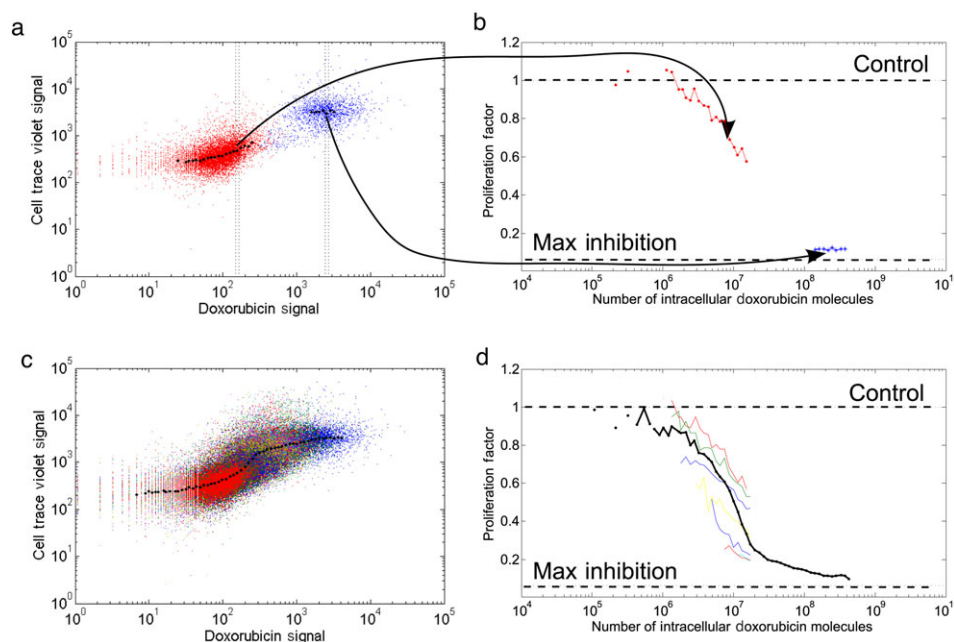 a
10^5
10^4
10^3
10^2
10^1
10^0
Cell trace violet signal
10^0 10^1 10^2 10^3 10^4 10^5
Doxorubicin signal
b
1.2
1
0.8
0.6
0.4
0.2
Proliferation factor
Control
Max inhibition
10^4 10^5 10^6 10^7 10^8 10^9 10^10
Number of intracellular doxorubicin molecules
c
10^5
10^4
10^3
10^2
10^1
10^0
Cell trace violet signal
10^0 10^1 10^2 10^3 10^4 10^5
Doxorubicin signal
d
1.2
1
0.8
0.6
0.4
0.2
Proliferation factor
Control
Max inhibition
10^4 10^5 10^6 10^7 10^8 10^9 10^10
Number of intracellular doxorubicin molecules